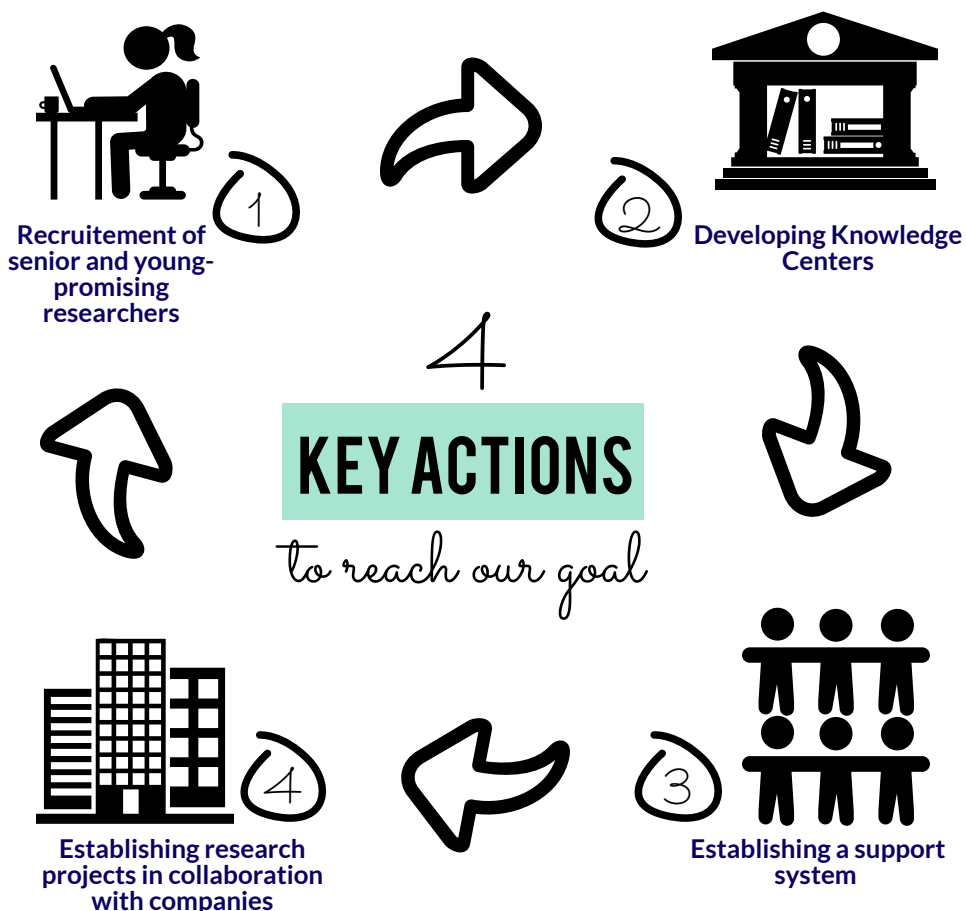 1
Recruitement of
senior and young-
promising
researchers
2
Developing Knowledge
Centers
4
KEY ACTIONS
to reach our goal
3
Establishing a support
system
4
Establishing research
projects in collaboration
with companies